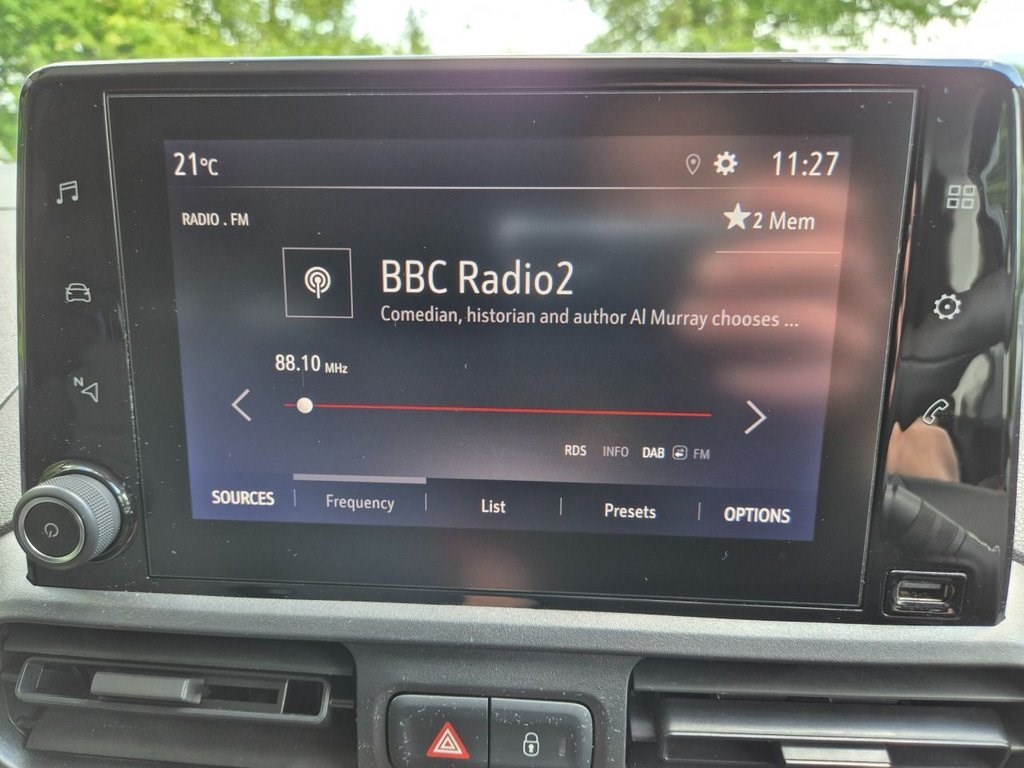 21°C 11:27
RADIO . FM 2 Mem
BBC Radio2
Comedian, historian and author Al Murray chooses ...
88.10 MHz
N
RDS INFO DAB FM
SOURCES Frequency List Presets OPTIONS